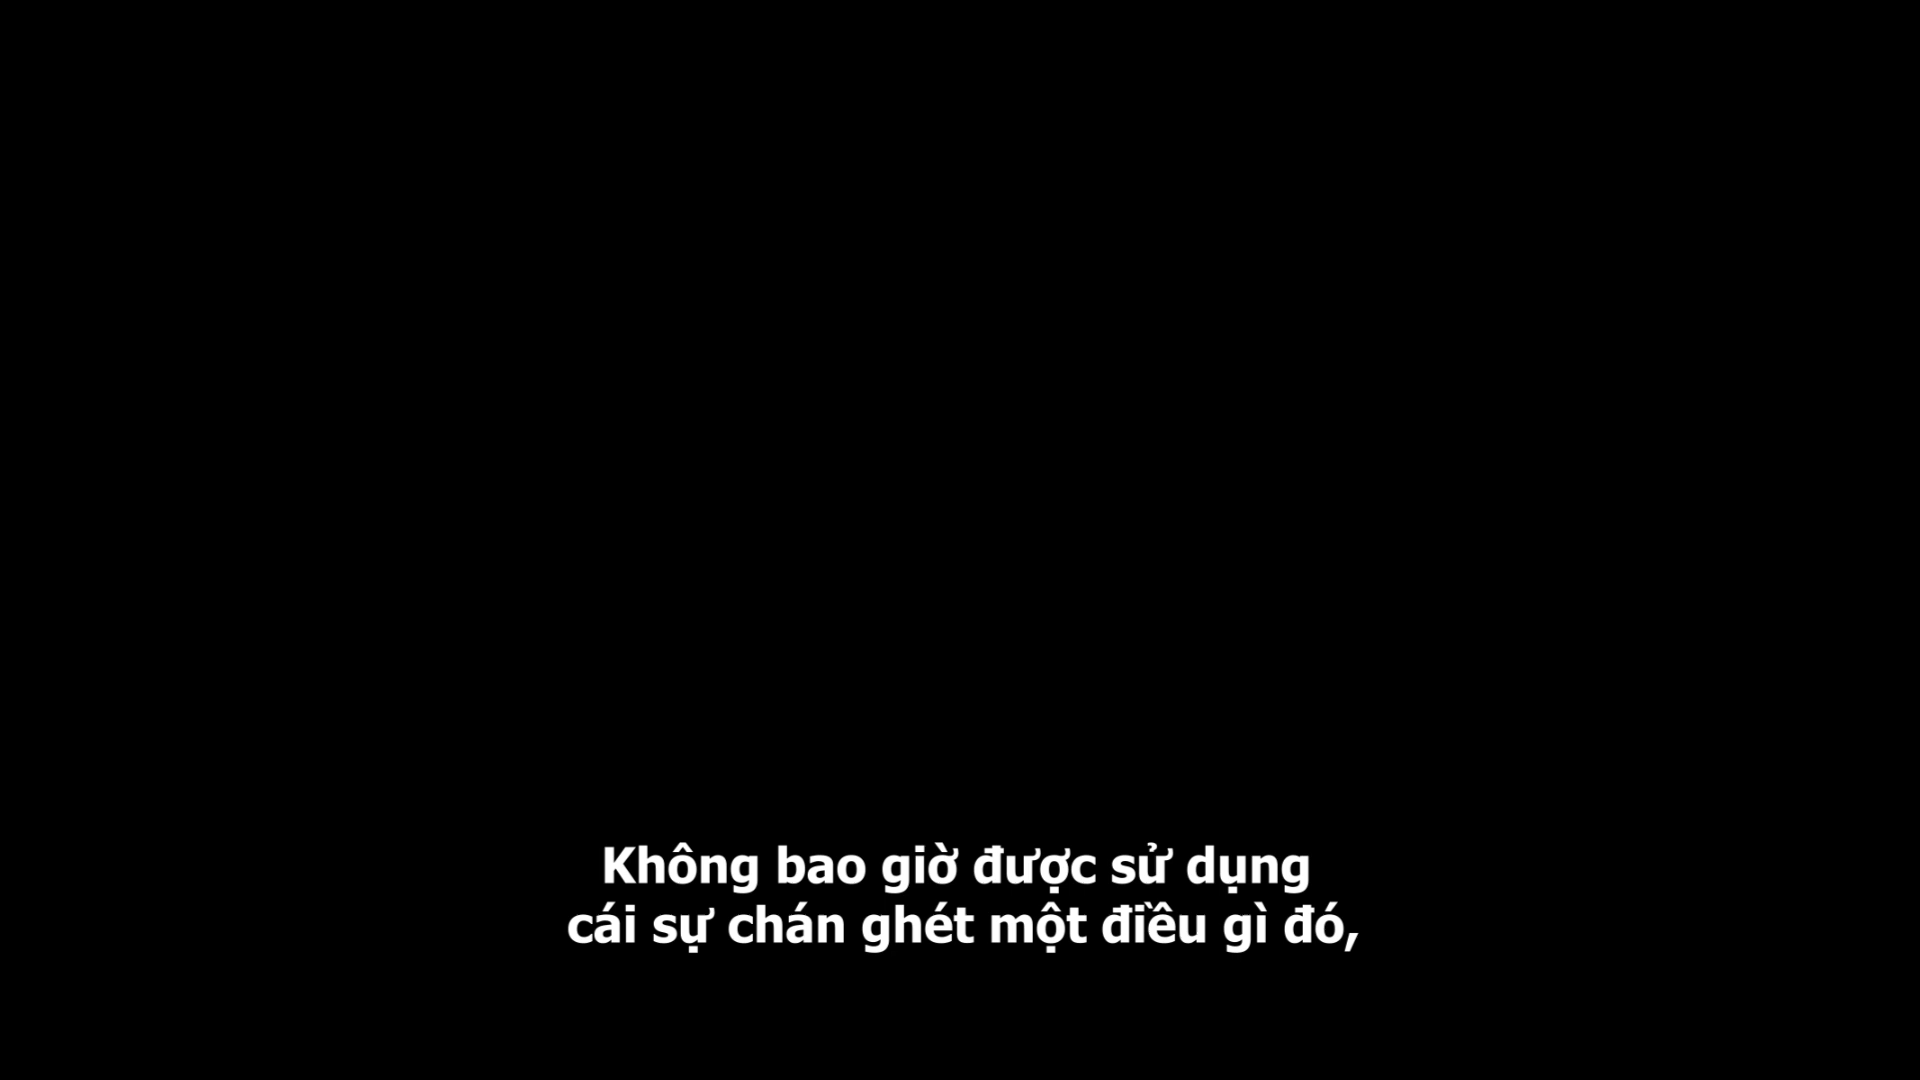 Không bao giờ được sử dụng
cái sự chán ghét một điều gì đó,